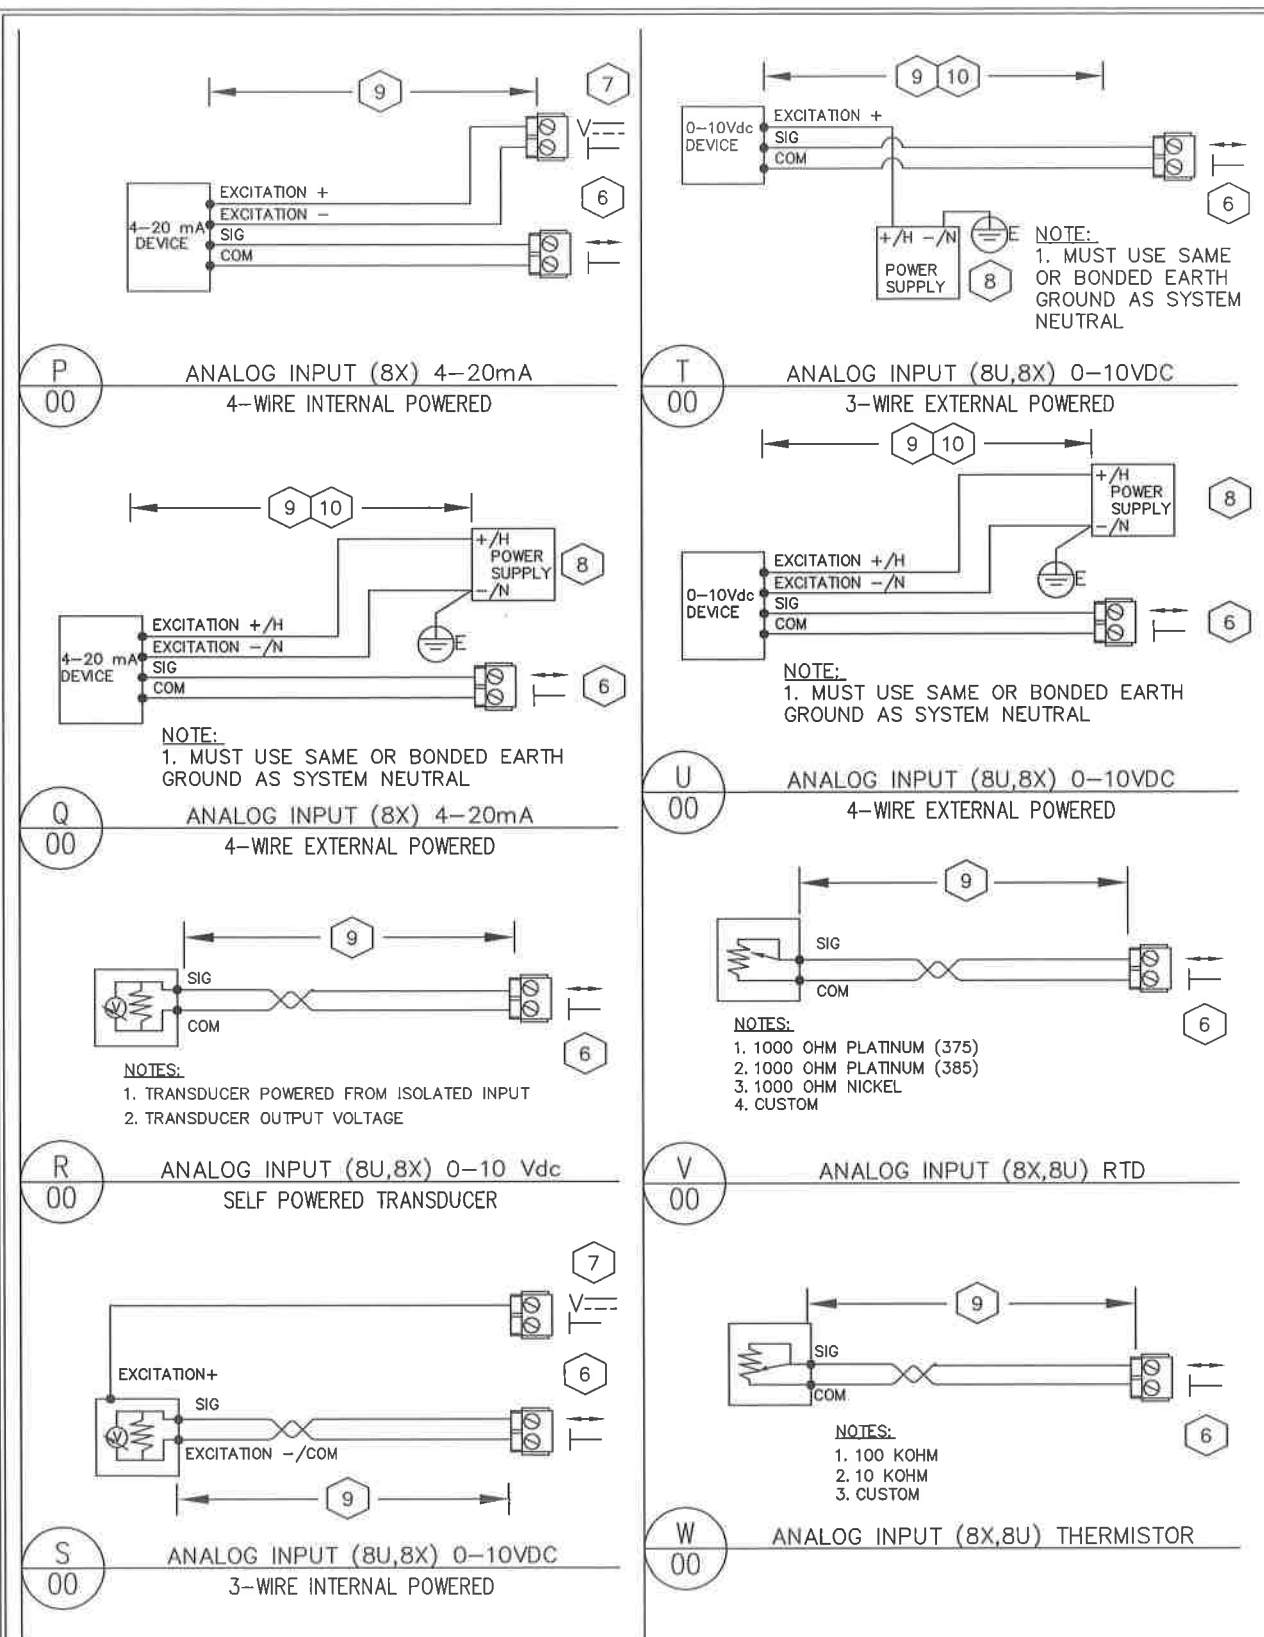 9
7
V
EXCITATION +
EXCITATION −
SIG
COM
4−20 mA
DEVICE
6
P
00
ANALOG INPUT (8X) 4−20mA
4−WIRE INTERNAL POWERED
9 10
+/H
POWER
SUPPLY
−/N
8
E
EXCITATION +/H
EXCITATION −/N
SIG
COM
4−20 mA
DEVICE
6
NOTE:
1. MUST USE SAME OR BONDED EARTH
GROUND AS SYSTEM NEUTRAL
Q
00
ANALOG INPUT (8X) 4−20mA
4−WIRE EXTERNAL POWERED
9
SIG
V
COM
6
NOTES:
1. TRANSDUCER POWERED FROM ISOLATED INPUT
2. TRANSDUCER OUTPUT VOLTAGE
R
00
ANALOG INPUT (8U,8X) 0−10 Vdc
SELF POWERED TRANSDUCER
7
V
EXCITATION+
6
SIG
V
EXCITATION −/COM
9
S
00
ANALOG INPUT (8U,8X) 0−10VDC
3−WIRE INTERNAL POWERED
9 10
0−10Vdc
DEVICE
EXCITATION +
SIG
COM
6
+/H −/N
POWER
SUPPLY
E
8
NOTE:
1. MUST USE SAME
OR BONDED EARTH
GROUND AS SYSTEM
NEUTRAL
T
00
ANALOG INPUT (8U,8X) 0−10VDC
3−WIRE EXTERNAL POWERED
9 10
+/H
POWER
SUPPLY
−/N
8
E
EXCITATION +/H
EXCITATION −/N
SIG
COM
0−10Vdc
DEVICE
6
NOTE:
1. MUST USE SAME OR BONDED EARTH
GROUND AS SYSTEM NEUTRAL
U
00
ANALOG INPUT (8U,8X) 0−10VDC
4−WIRE EXTERNAL POWERED
9
SIG
COM
6
NOTES:
1. 1000 OHM PLATINUM (375)
2. 1000 OHM PLATINUM (385)
3. 1000 OHM NICKEL
4. CUSTOM
V
00
ANALOG INPUT (8X,8U) RTD
9
SIG
COM
6
NOTES:
1. 100 KOHM
2. 10 KOHM
3. CUSTOM
W
00
ANALOG INPUT (8X,8U) THERMISTOR